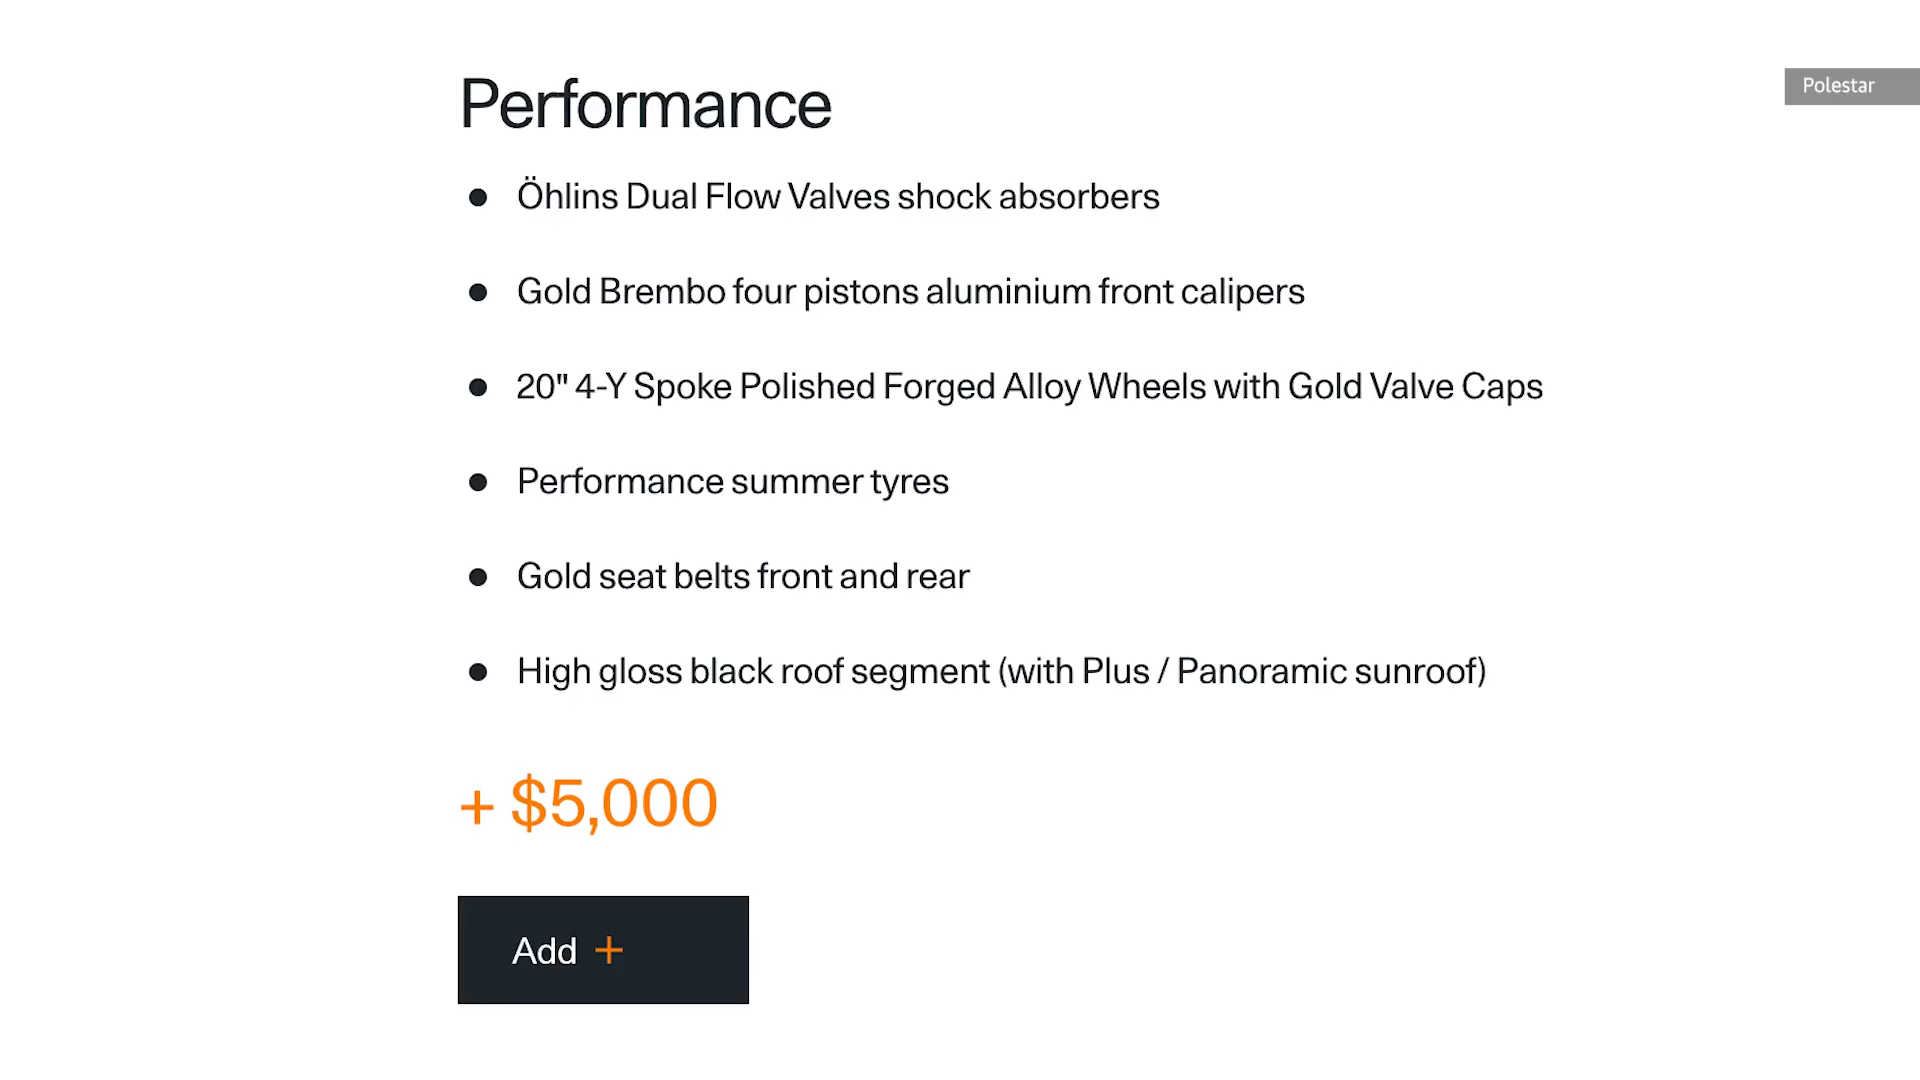 Performance
Polestar
● Öhlins Dual Flow Valves shock absorbers
● Gold Brembo four pistons aluminium front calipers
● 20" 4-Y Spoke Polished Forged Alloy Wheels with Gold Valve Caps
● Performance summer tyres
● Gold seat belts front and rear
● High gloss black roof segment (with Plus / Panoramic sunroof)
+ $5,000
Add +